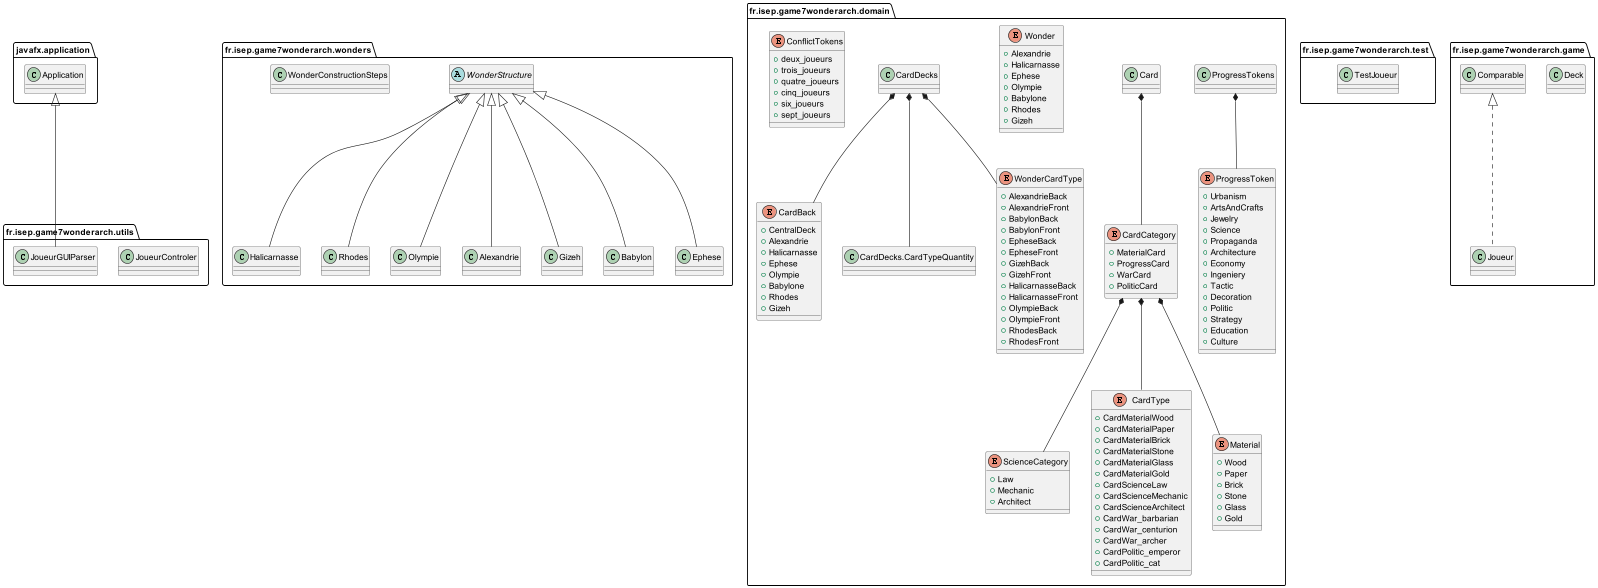 javafx.application
C Application
fr.isep.game7wonderarch.utils
C JoueurGUIParser
C JoueurControler
fr.isep.game7wonderarch.wonders
C WonderConstructionSteps
A WonderStructure
C Halicarnasse
C Rhodes
C Olympie
C Alexandrie
C Gizeh
C Babylon
C Ephese
fr.isep.game7wonderarch.domain
E ConflictTokens
deux_joueurs
trois_joueurs
quatre_joueurs
cinq_joueurs
six_joueurs
sept_joueurs
C CardDecks
E Wonder
Alexandrie
Halicarnasse
Ephese
Olympie
Babylone
Rhodes
Gizeh
C Card
C ProgressTokens
E CardBack
CentralDeck
Alexandrie
Halicarnasse
Ephese
Olympie
Babylone
Rhodes
Gizeh
C CardDecks.CardTypeQuantity
E WonderCardType
AlexandrieBack
AlexandrieFront
BabylonBack
BabylonFront
EpheseBack
EpheseFront
GizehBack
GizehFront
HalicarnasseBack
HalicarnasseFront
OlympieBack
OlympieFront
RhodesBack
RhodesFront
E CardCategory
MaterialCard
ProgressCard
WarCard
PoliticCard
E ProgressToken
Urbanism
ArtsAndCrafts
Jewelry
Science
Propaganda
Architecture
Economy
Ingeniery
Tactic
Decoration
Politic
Strategy
Education
Culture
E ScienceCategory
Law
Mechanic
Architect
E CardType
CardMaterialWood
CardMaterialPaper
CardMaterialBrick
CardMaterialStone
CardMaterialGlass
CardMaterialGold
CardScienceLaw
CardScienceMechanic
CardScienceArchitect
CardWar_barbarian
CardWar_centurion
CardWar_archer
CardPolitic_emperor
CardPolitic_cat
E Material
Wood
Paper
Brick
Stone
Glass
Gold
fr.isep.game7wonderarch.test
C TestJoueur
fr.isep.game7wonderarch.game
C Comparable
C Deck
C Joueur